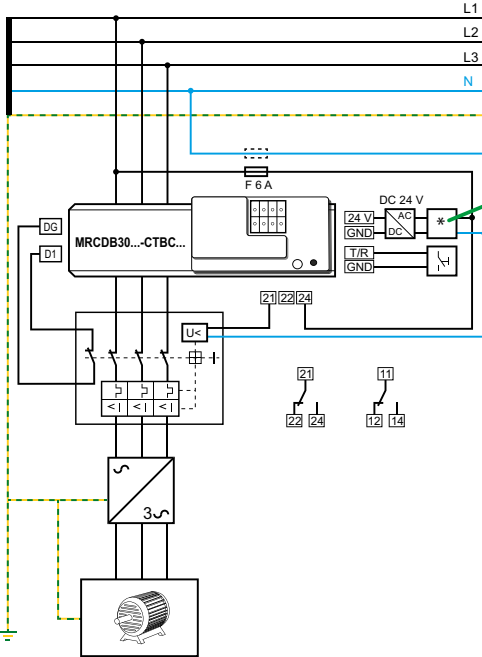 L1
L2
L3
N
F 6 A
DC 24 V
DG
D1
MRCDB30...-CTBC...
24 V
GND
AC
DC
*
T/R
GND
21 22 24
U<
I
< I < I < I
21
11
22 24
12 14
3